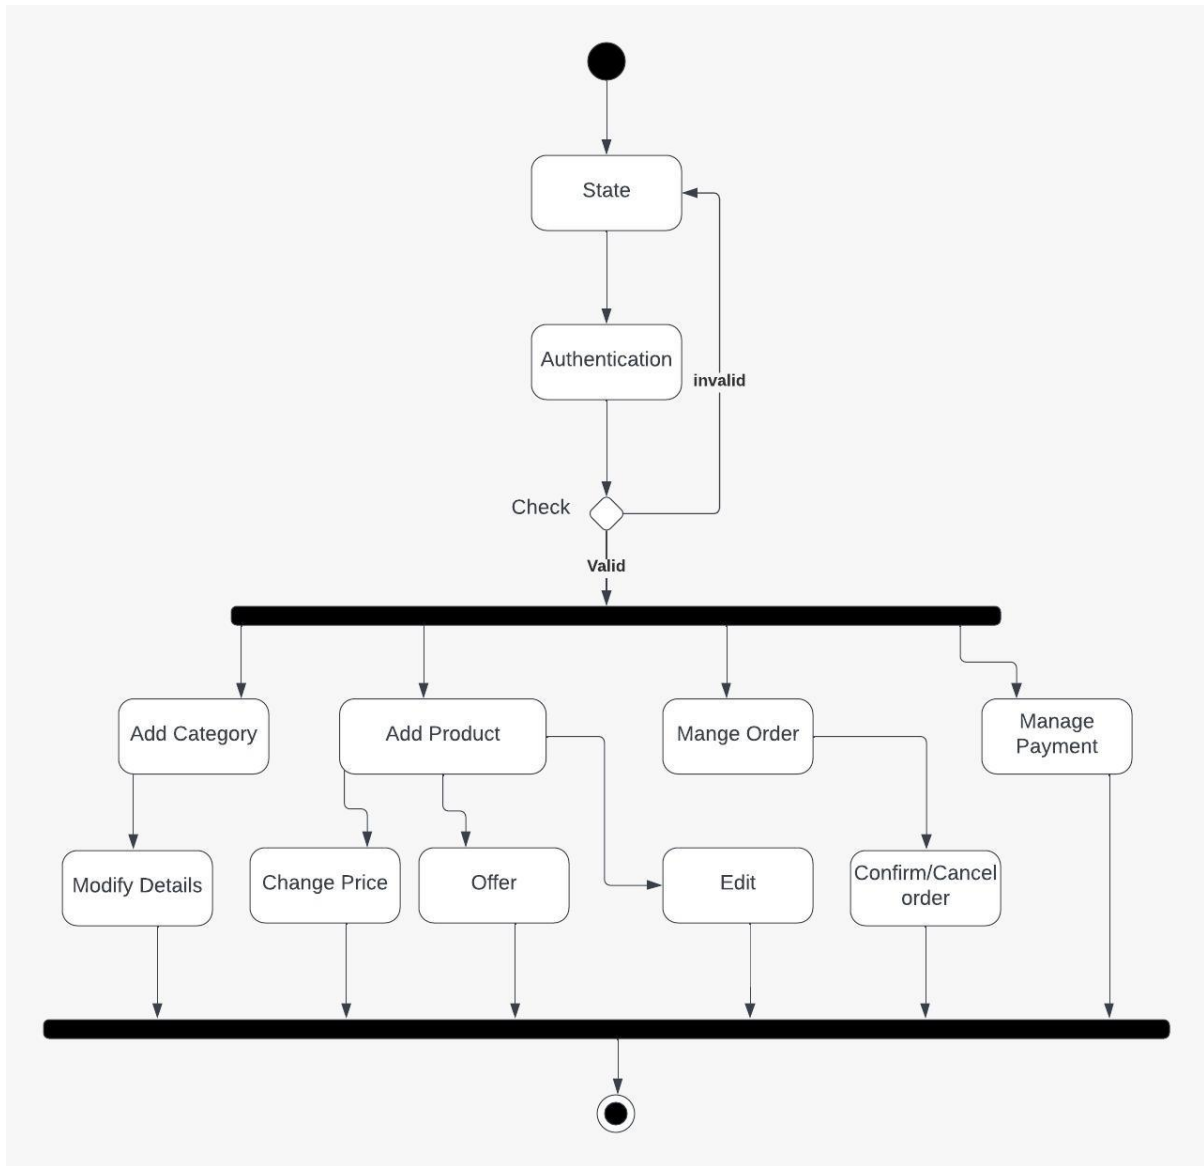 State
Authentication
invalid
Check
Valid
Add Category
Add Product
Mange Order
Manage
Payment
Modify Details
Change Price
Offer
Edit
Confirm/Cancel
order